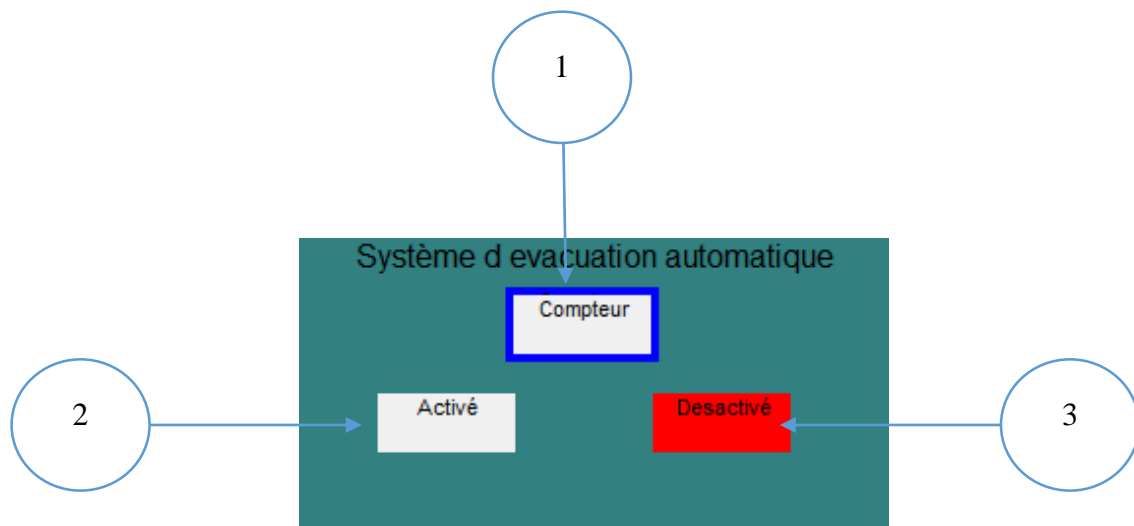 1
Système d evacuation automatique
Compteur
Activé
Desactivé
2
3